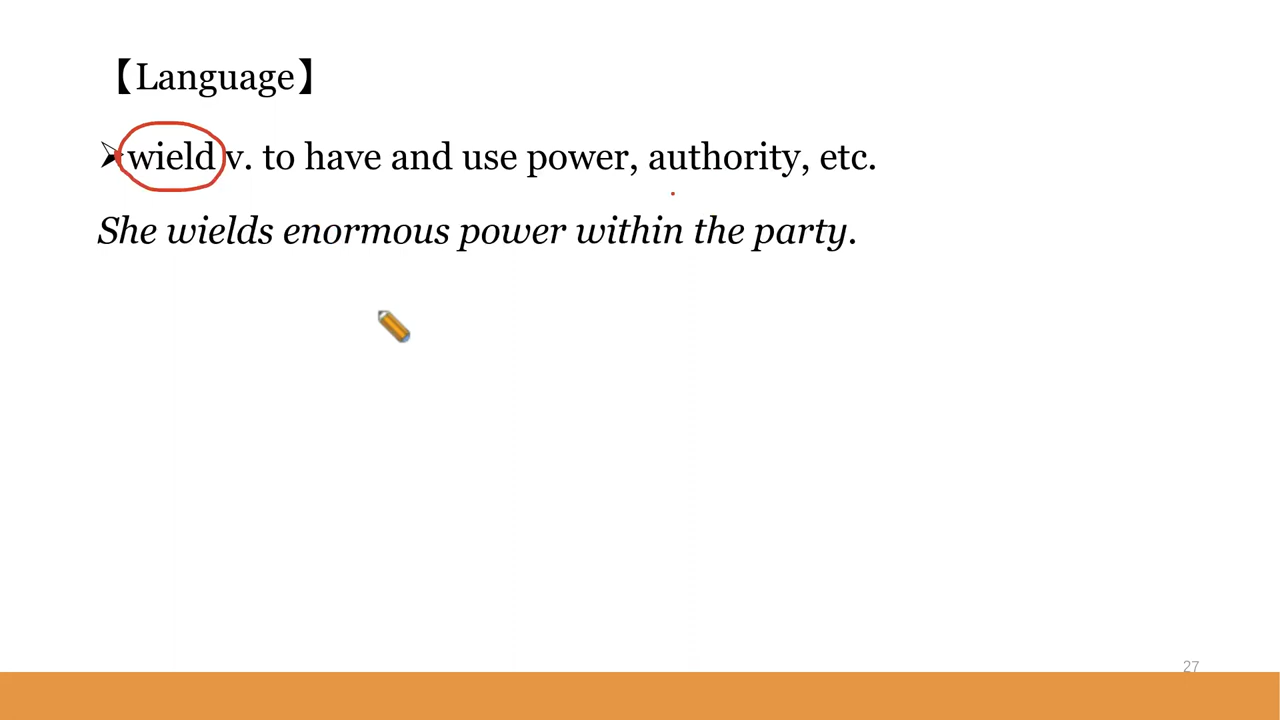 【Language】
➢wield v. to have and use power, authority, etc.
She wields enormous power within the party.
27